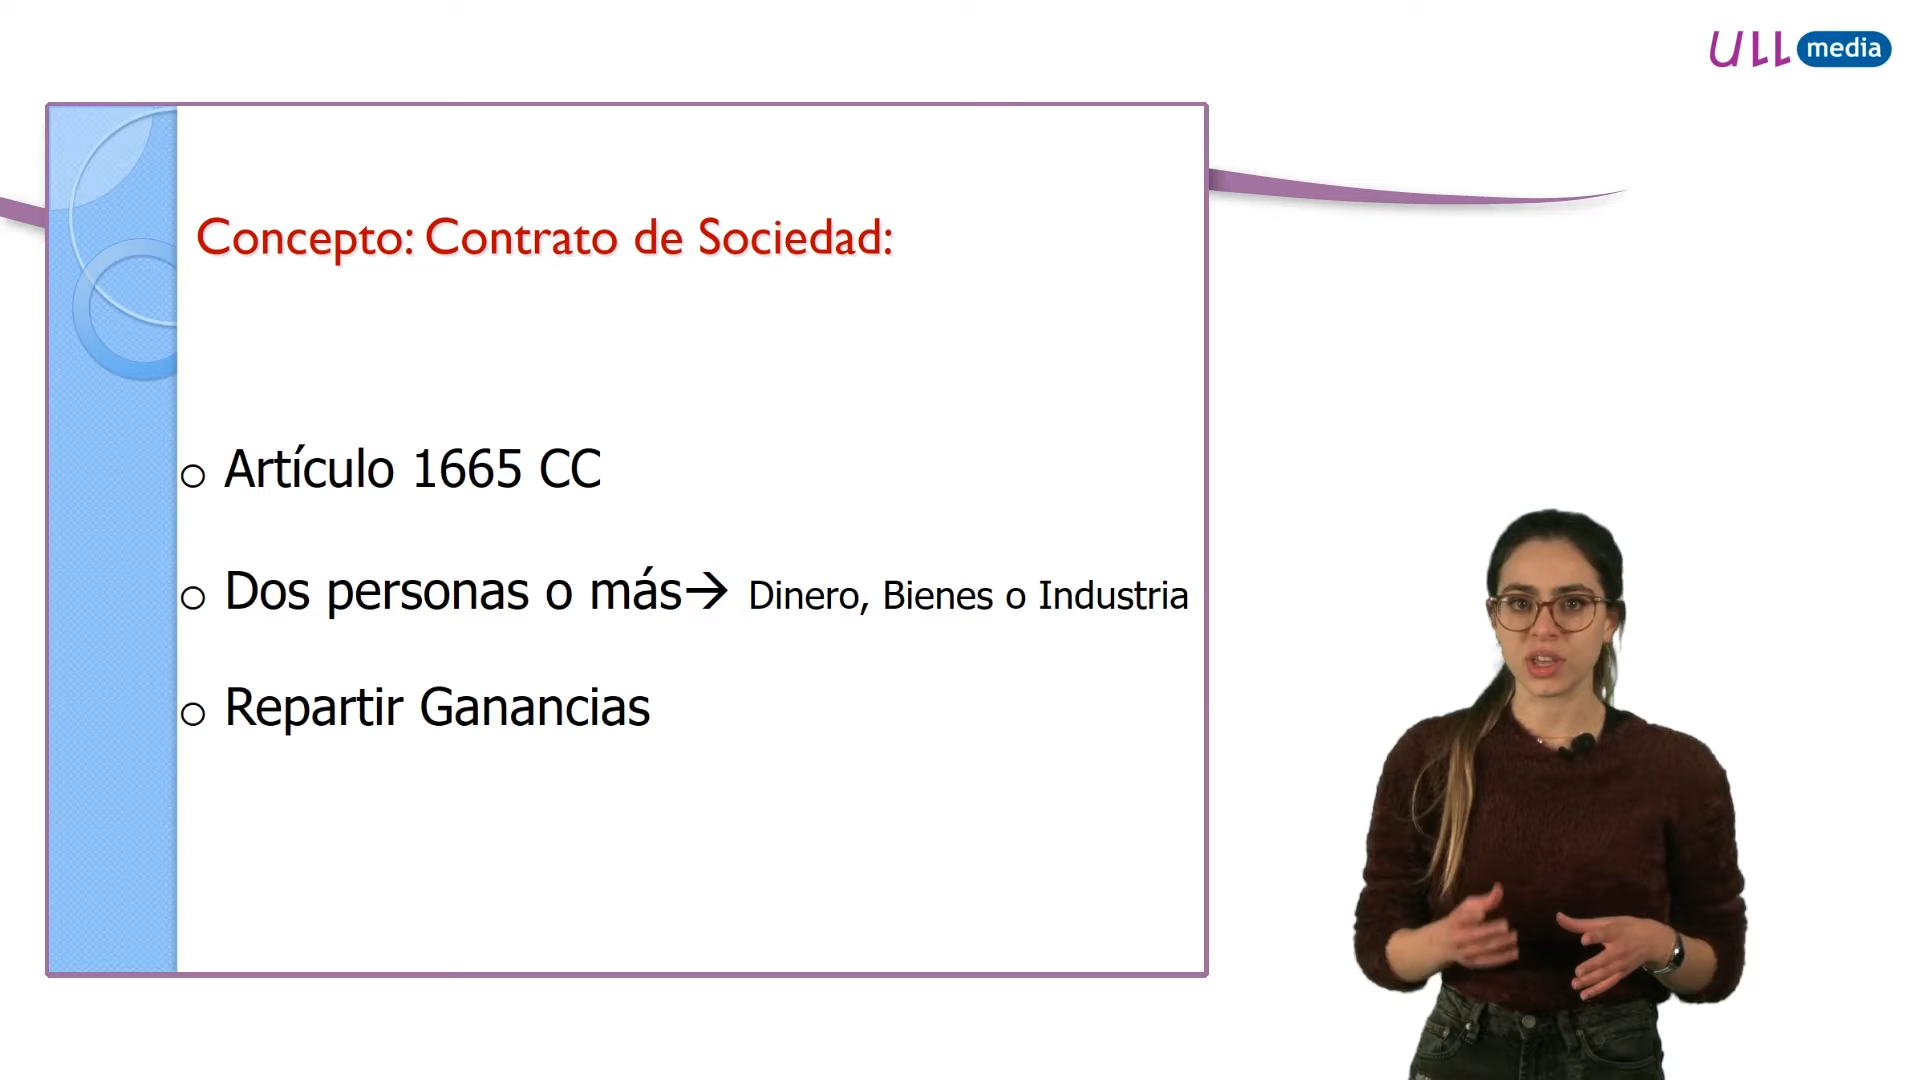 ULL media
Concepto: Contrato de Sociedad:
o Artículo 1665 CC
o Dos personas o más→ Dinero, Bienes o Industria
o Repartir Ganancias